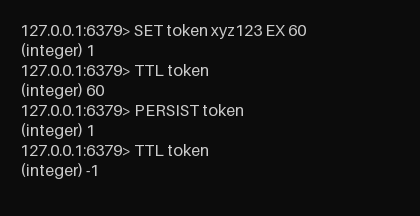 127.0.0.1:6379> SET token xyz123 EX 60
(integer) 1
127.0.0.1:6379> TTL token
(integer) 60
127.0.0.1:6379> PERSIST token
(integer) 1
127.0.0.1:6379> TTL token
(integer) -1